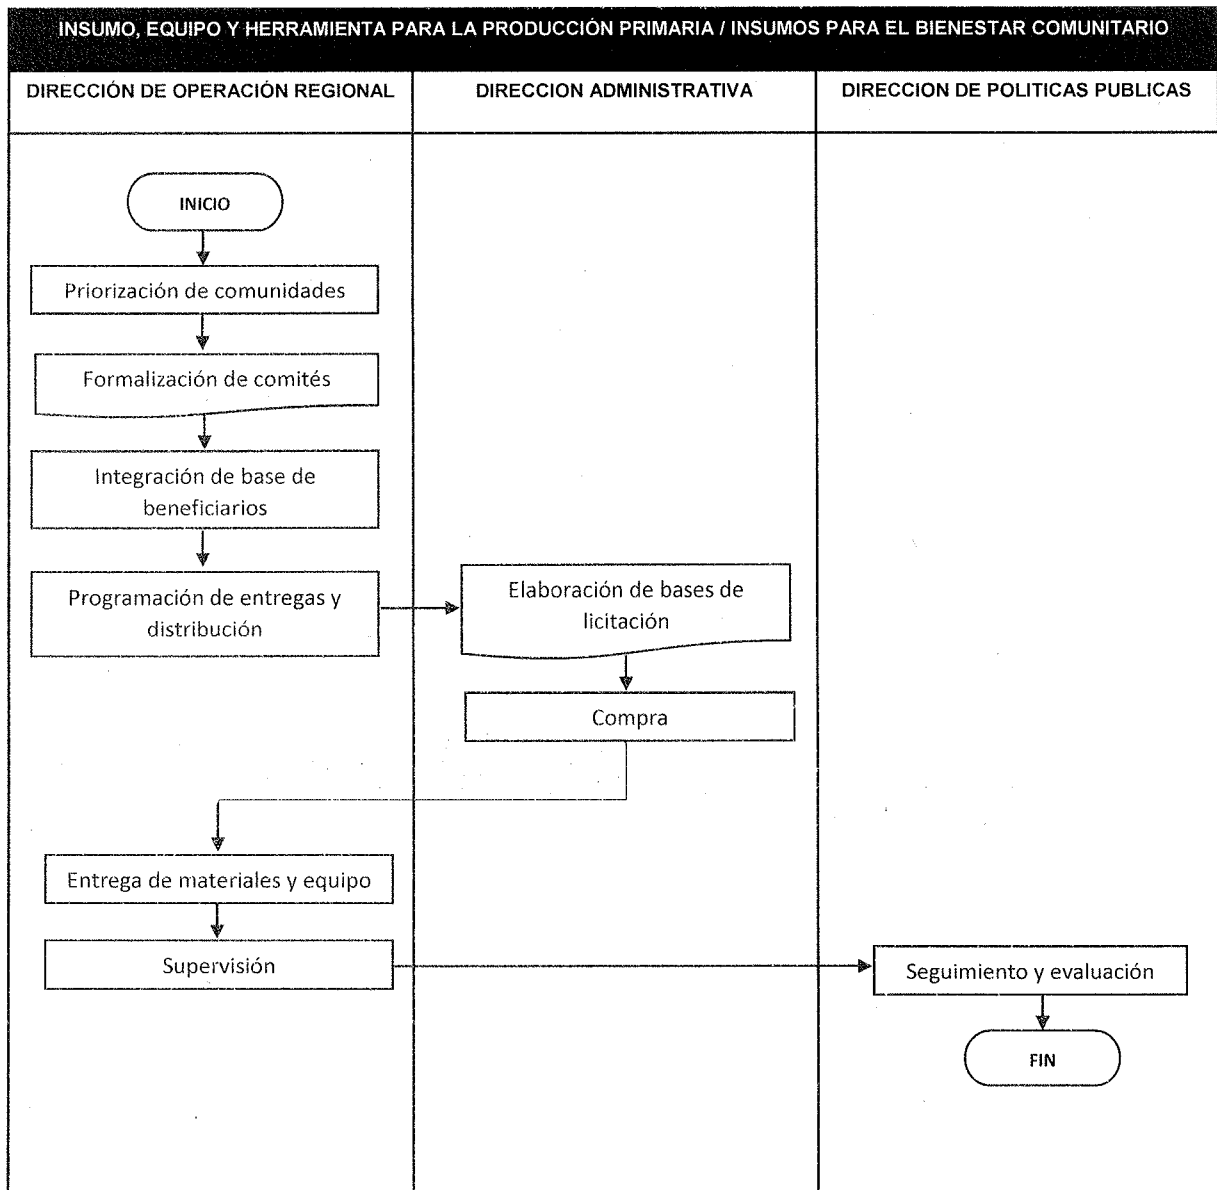 INSUMO, EQUIPO Y HERRAMIENTA PARA LA PRODUCCIÓN PRIMARIA / INSUMOS PARA EL BIENESTAR COMUNITARIO
DIRECCIÓN DE OPERACIÓN REGIONAL
DIRECCION ADMINISTRATIVA
DIRECCION DE POLITICAS PUBLICAS
INICIO
Priorización de comunidades
Formalización de comités
Integración de base de
beneficiarios
Programación de entregas y
distribución
Elaboración de bases de
licitación
Compra
Entrega de materiales y equipo
Supervisión
Seguimiento y evaluación
FIN